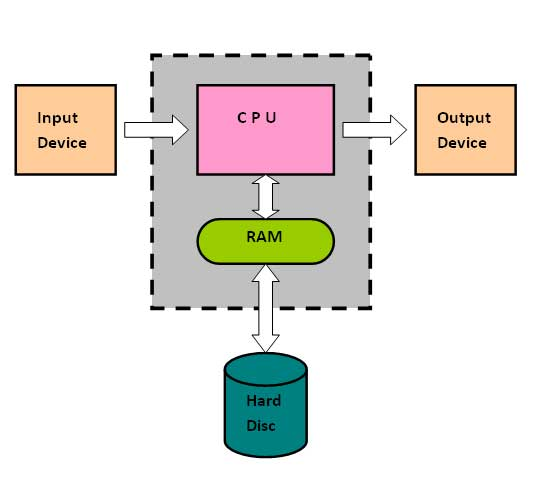 Input
Device
C P U
Output
Device
RAM
Hard
Disc